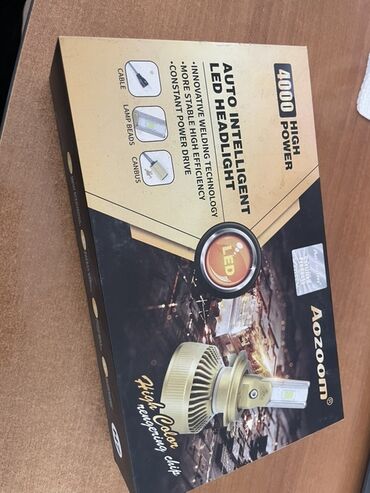 4000 HIGH
POWER
AUTO INTELLIGENT
LED HEADLIGHT
•INNOVATIVE WELDING TECHNOLOGY
•MORE STABLE HIGH EFFICIENCY
•CONSTANT POWER DRIVE
CABLE
LAMP BEADS
CANBUS
LED
Aozoom®
High Color
rengering chip